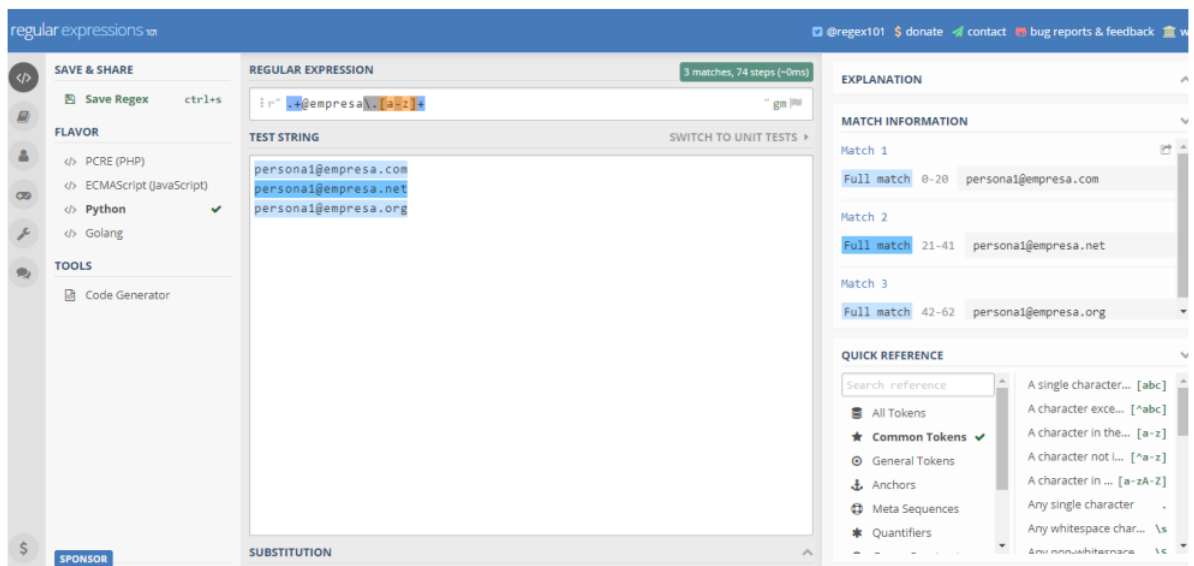 regular expressions 101
@regex101 $ donate contact bug reports & feedback w
SAVE & SHARE
Save Regex ctrl+s
FLAVOR
</> PCRE (PHP)
</> ECMAScript (JavaScript)
</> Python
</> Golang
TOOLS
Code Generator
SPONSOR
REGULAR EXPRESSION
3 matches, 74 steps (~0ms)
r" .+@empresa\.[a-z]+ " gm
TEST STRING
SWITCH TO UNIT TESTS
persona1@empresa.com
persona1@empresa.net
persona1@empresa.org
SUBSTITUTION
EXPLANATION
MATCH INFORMATION
Match 1
Full match 0-20 persona1@empresa.com
Match 2
Full match 21-41 persona1@empresa.net
Match 3
Full match 42-62 persona1@empresa.org
QUICK REFERENCE
Search reference
All Tokens
Common Tokens
General Tokens
Anchors
Meta Sequences
Quantifiers
A single character... [abc]
A character exce... [^abc]
A character in the... [a-z]
A character not i... [^a-z]
A character in ... [a-zA-Z]
Any single character .
Any whitespace char... \s
Any non-whitespace \S